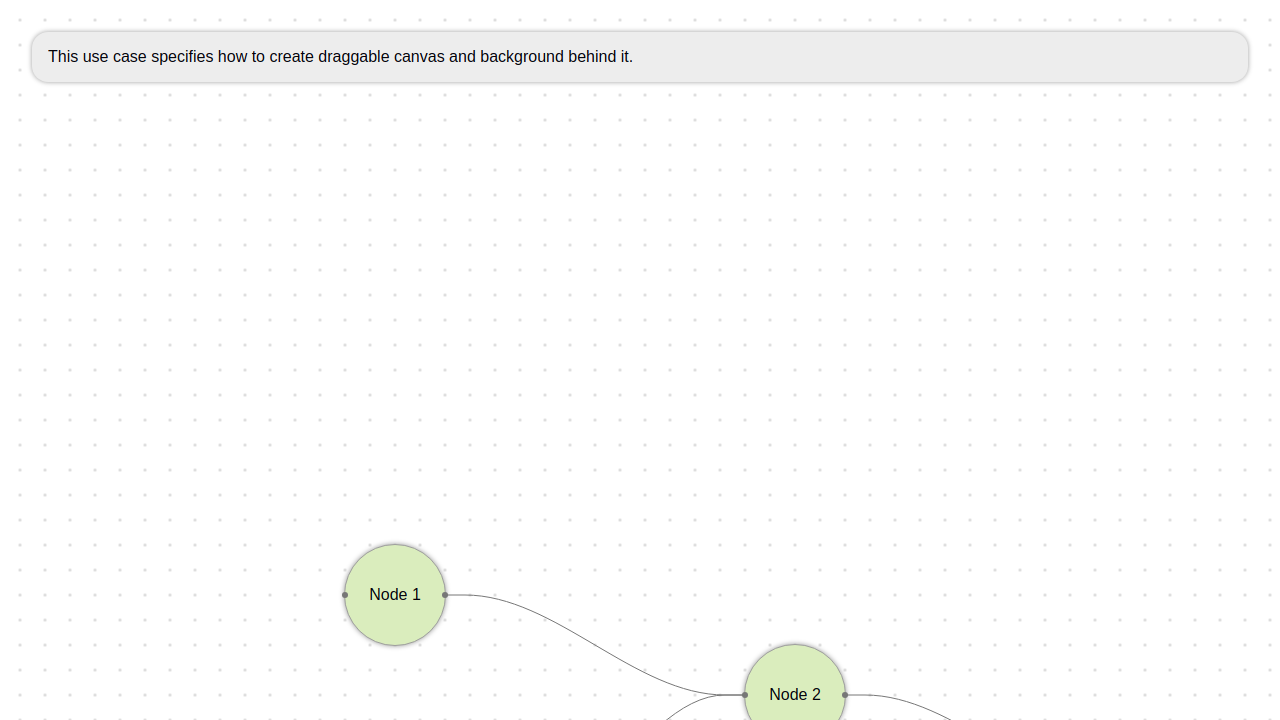 This use case specifies how to create draggable canvas and background behind it.
Node 1
Node 2